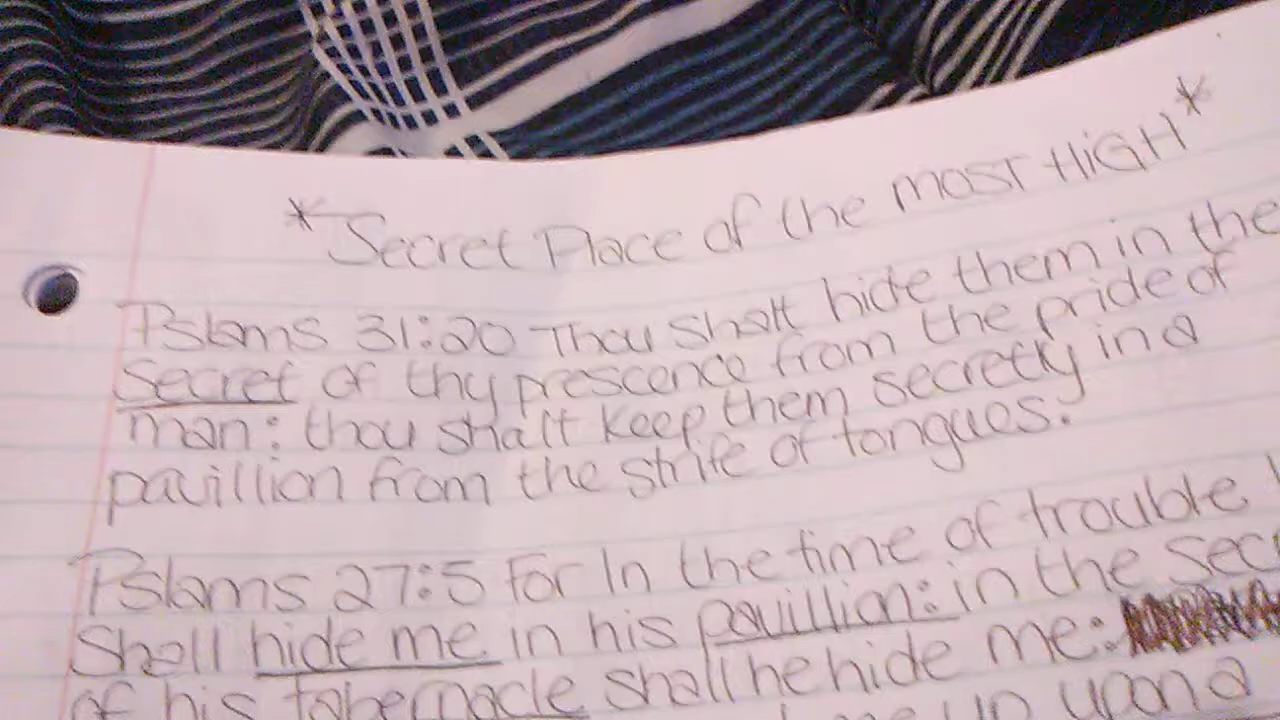 *Secret Place of the most HiGH*
Pslams 31:20 Thou shalt hide them in the
Secret of thy prescence from the pride of
man: thou shalt keep them secretly in a
pavillion from the strife of tongues.
Pslams 27:5 For In the time of trouble
Shall hide me in his pavillion: in the
of his tabernacle shall he hide me:
up upon a